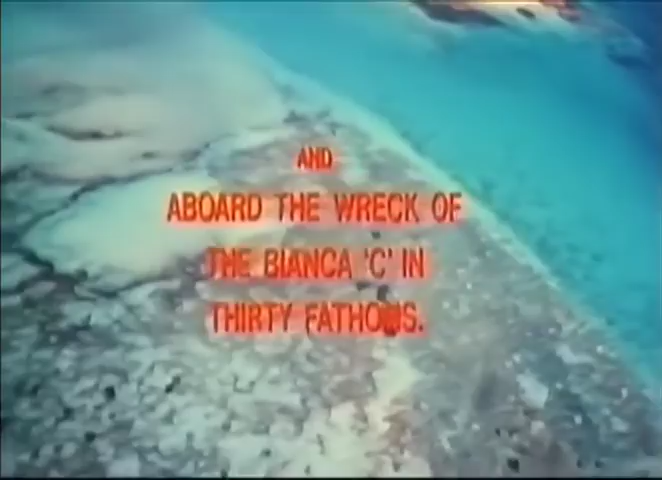 AND
ABOARD THE WRECK OF
THE BIANCA 'C' IN
THIRTY FATHOMS.